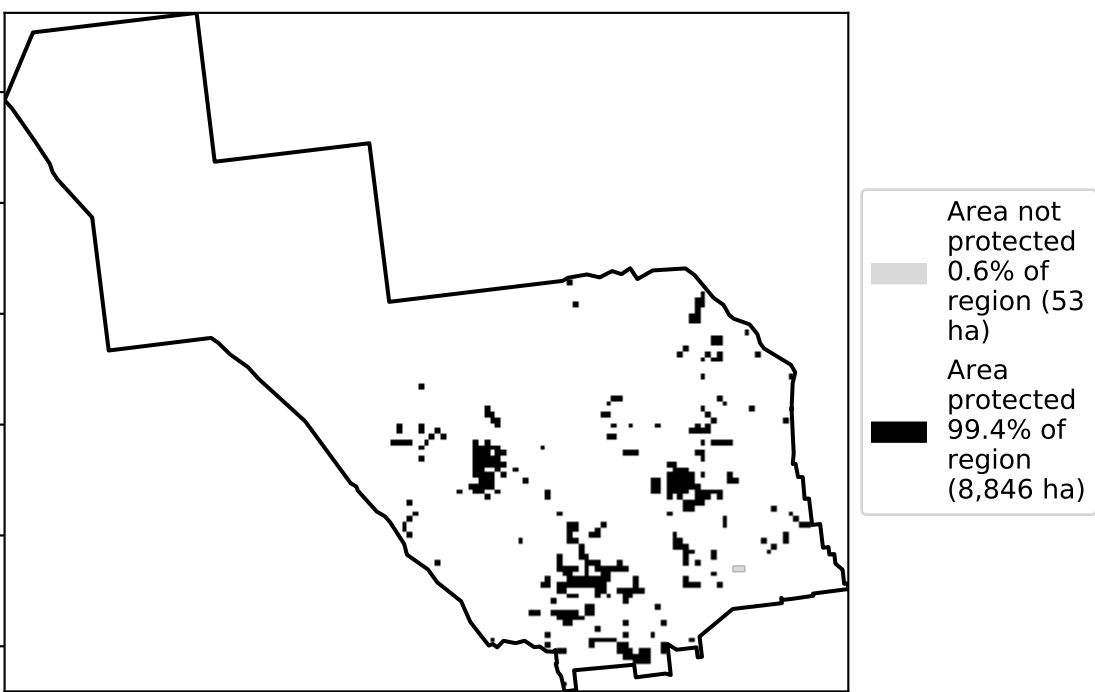 Area not
protected
0.6% of
region (53
ha)
Area
protected
99.4% of
region
(8,846 ha)